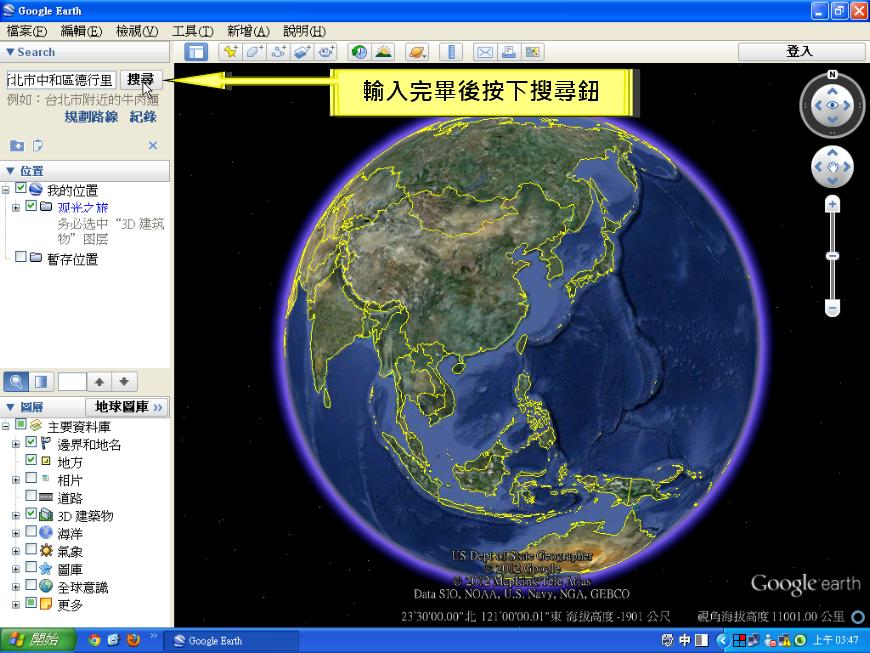 Google Earth
檔案(F) 編輯(E) 檢視(V) 工具(T) 新增(A) 說明(H)
Search
登入
北市中和區德行里 搜尋
輸入完畢後按下搜尋鈕
例如：台北市附近的牛肉麵
規劃路線 紀錄
N
位置
我的位置
观光之旅
务必选中“3D 建筑
物”图层
暫存位置
圖層
地球圖庫 »
主要資料庫
邊界和地名
地方
相片
道路
3D 建築物
海洋
氣象
圖庫
全球意識
更多
US Dept of State Geographer
© 2012 Google
© 2012 MapLink/Tele Atlas
Data SIO, NOAA, U.S. Navy, NGA, GEBCO
Google earth
23°30'00.00"北 121°00'00.01"東 海拔高度 -1901 公尺 視角海拔高度 11001.00 公里
開始
Google Earth
中
上午 03:47